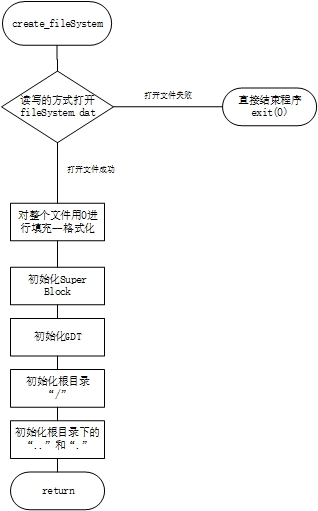 create_fileSystem
读写的方式打开
fileSystem.dat
打开文件失败
直接结束程序
exit(0)
打开文件成功
对整个文件用0进
行填充—格式化
初始化Super
Block
初始化GDT
初始化根目录
“/”
初始化根目录下的
“..”和“.”
return